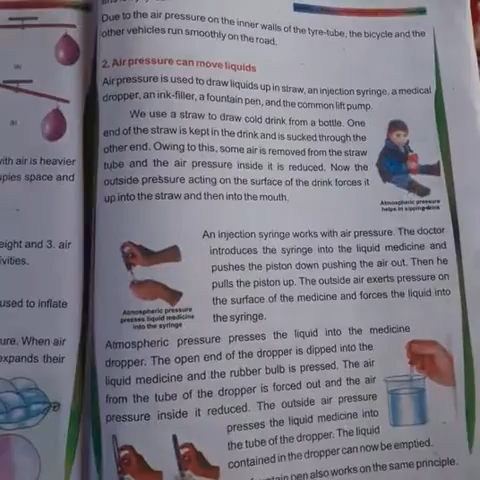 Due to the air pressure on the inner walls of the tyre-tube, the bicycle and the
other vehicles run smoothly on the road.
2. Air pressure can move liquids
Air pressure is used to draw liquids up in straw, an injection syringe, a medical
dropper, an ink-filler, a fountain pen, and the common lift pump.
We use a straw to draw cold drink from a bottle. One
end of the straw is kept in the drink and is sucked through the
other end. Owing to this, some air is removed from the straw
tube and the air pressure inside it is reduced. Now the
outside pressure acting on the surface of the drink forces it
up into the straw and then into the mouth.
Atmospheric pressure
helps in sipping drink
An injection syringe works with air pressure. The doctor
introduces the syringe into the liquid medicine and
pushes the piston down pushing the air out. Then he
pulls the piston up. The outside air exerts pressure on
the surface of the medicine and forces the liquid into
the syringe.
Atmospheric pressure
presses liquid medicine
into the syringe
Atmospheric pressure presses the liquid into the medicine
dropper. The open end of the dropper is dipped into the
liquid medicine and the rubber bulb is pressed. The air
from the tube of the dropper is forced out and the air
pressure inside it reduced. The outside air pressure
presses the liquid medicine into
the tube of the dropper. The liquid
contained in the dropper can now be emptied.
pen also works on the same principle.
with air is heavier
space and
eight and 3. air
used to inflate
When air
expands their